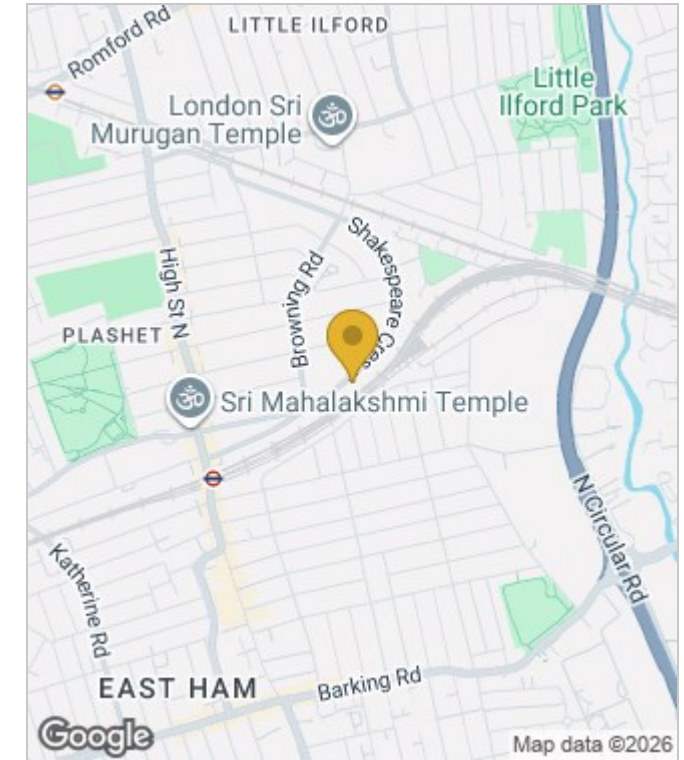 LITTLE ILFORD
Romford Rd
Little
Ilford Park
London Sri
Murugan Temple
Shakespeare Cres
High St N
Browning Rd
PLASHET
Sri Mahalakshmi Temple
N Circular Rd
Katherine Rd
EAST HAM
Barking Rd
Google
Map data ©2026